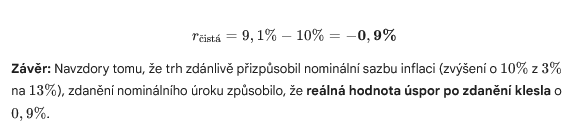 r_čistá = 9,1% − 10% = −0,9%
Závěr: Navzdory tomu, že trh zdánlivě přizpůsobil nominální sazbu inflaci (zvýšení o 10% z 3%
na 13%), zdanění nominálního úroku způsobilo, že reálná hodnota úspor po zdanění klesla o
0,9%.